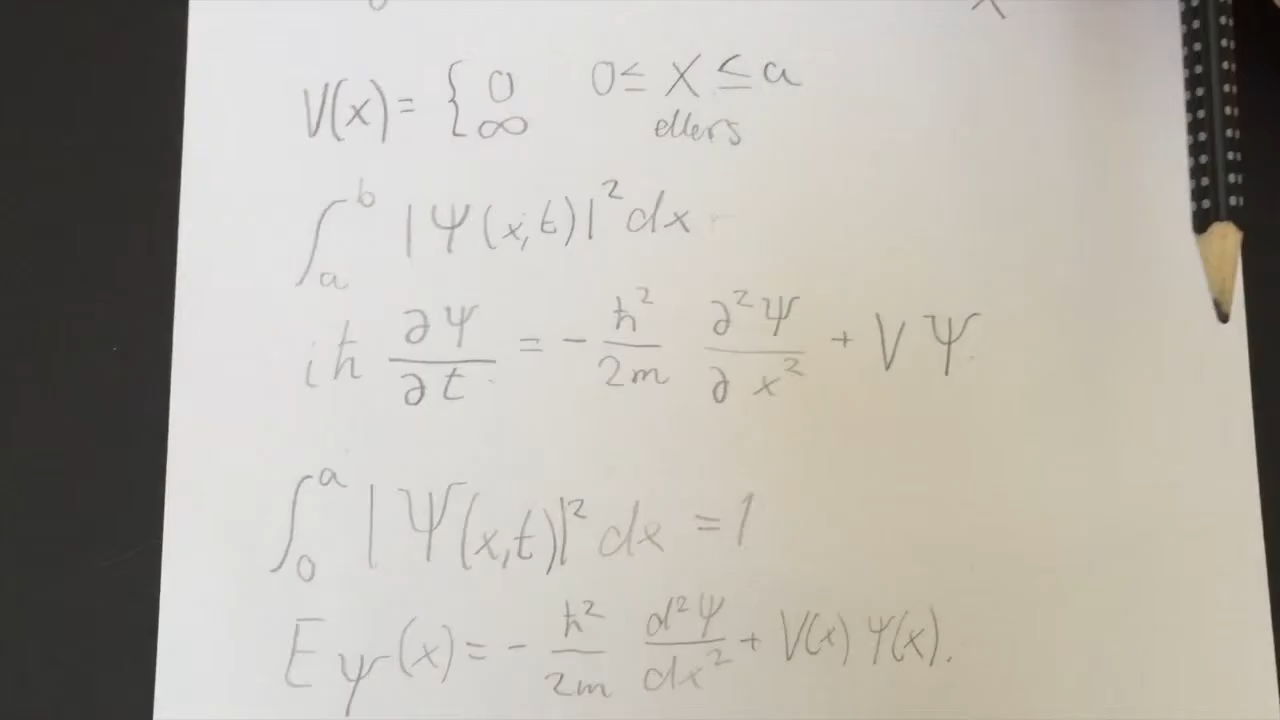 V(x) = { 0 0 ≤ x ≤ a
∞ ellers
∫_a^b |Ψ(x,t)|² dx
iħ ∂Ψ/∂t = - ħ²/2m ∂²Ψ/∂x² + VΨ
∫_0^a |Ψ(x,t)|² dx = 1
Eψ(x) = - ħ²/2m d²ψ/dx² + V(x) ψ(x).